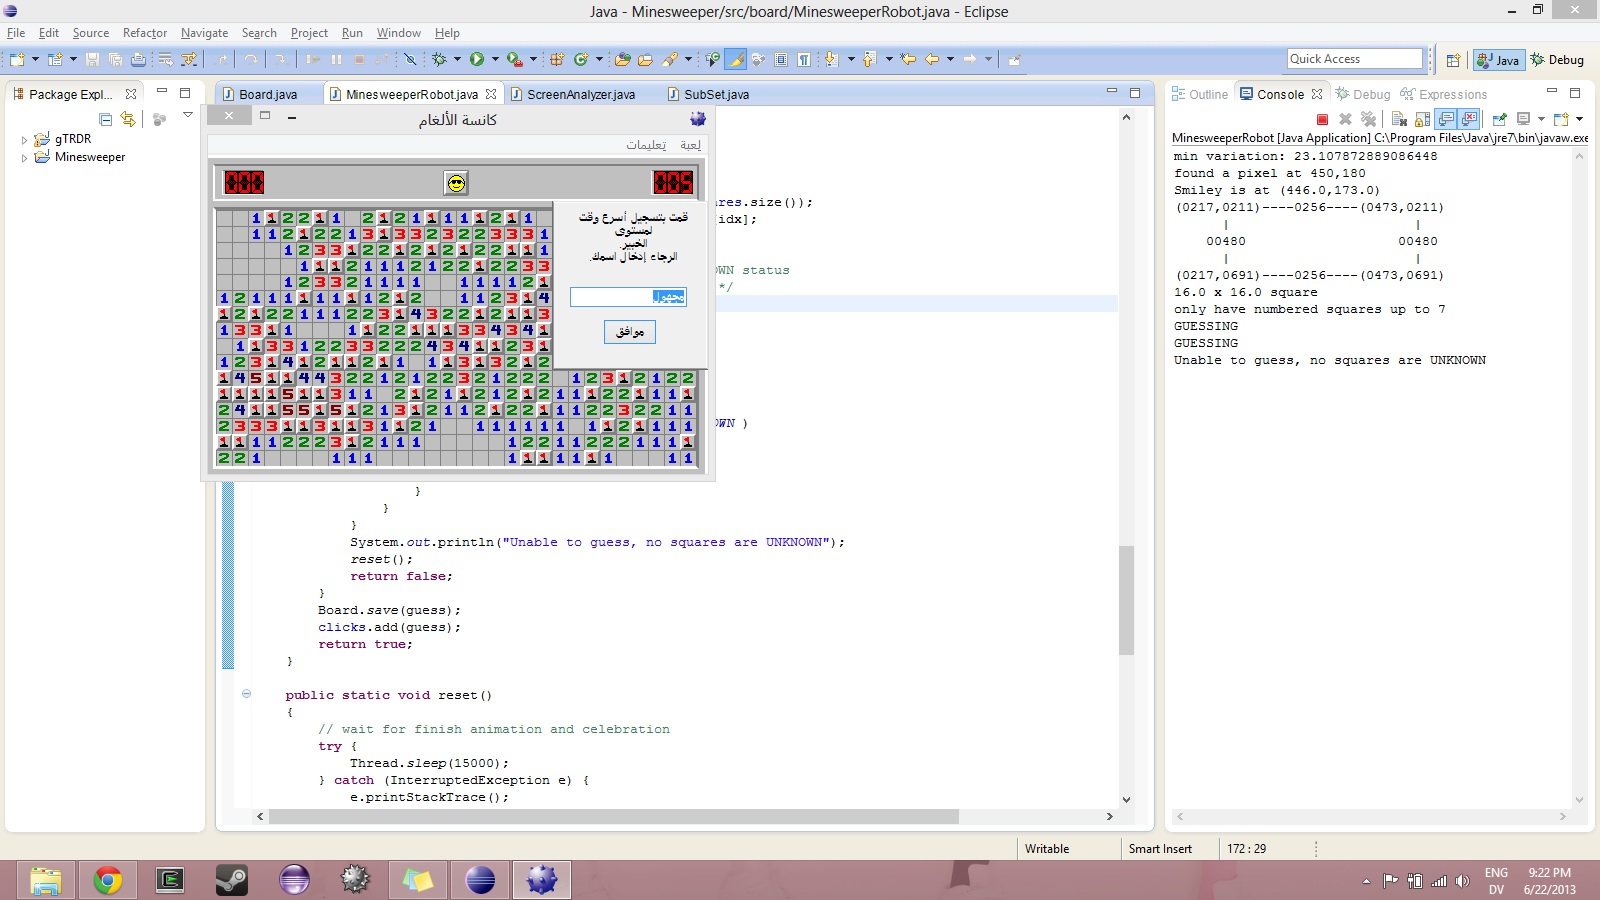 Java - Minesweeper/src/board/MinesweeperRobot.java - Eclipse
File Edit Source Refactor Navigate Search Project Run Window Help
Quick Access
Java
Debug
Package Expl...
gTRDR
Minesweeper
Board.java
MinesweeperRobot.java
ScreenAnalyzer.java
SubSet.java
كانسة الألغام
لعبة تعليمات
000
005
قمت بتسجيل أسرع وقت
لمستوى
الخبير.
الرجاء إدخال اسمك.
مجهول
موافق
res.size());
idx];
OWN status
*/
OWN )
}
}
}
System.out.println("Unable to guess, no squares are UNKNOWN");
reset();
return false;
}
Board.save(guess);
clicks.add(guess);
return true;
}
public static void reset()
{
// wait for finish animation and celebration
try {
Thread.sleep(15000);
} catch (InterruptedException e) {
e.printStackTrace();
Outline
Console
Debug
Expressions
MinesweeperRobot [Java Application] C:\Program Files\Java\jre7\bin\javaw.exe
min variation: 23.107872889086448
found a pixel at 450,180
Smiley is at (446.0,173.0)
(0217,0211)----0256----(0473,0211)
| |
00480 00480
| |
(0217,0691)----0256----(0473,0691)
16.0 x 16.0 square
only have numbered squares up to 7
GUESSING
GUESSING
Unable to guess, no squares are UNKNOWN
Writable
Smart Insert
172 : 29
ENG
DV
9:22 PM
6/22/2013